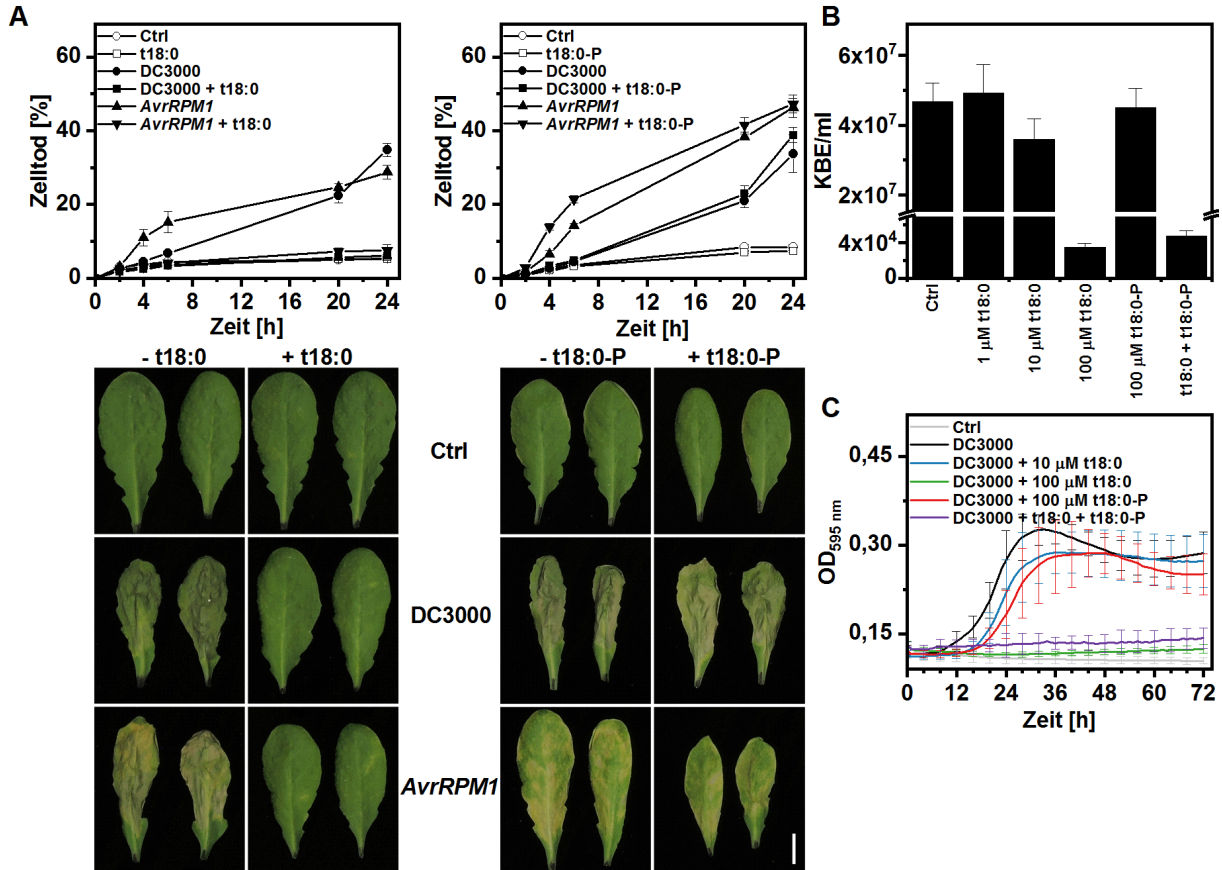 A
Zelltod [%]
60
40
20
0
Ctrl
t18:0
DC3000
DC3000 + t18:0
AvrRPM1
AvrRPM1 + t18:0
0 4 8 12 16 20 24
Zeit [h]
Zelltod [%]
60
40
20
0
Ctrl
t18:0-P
DC3000
DC3000 + t18:0-P
AvrRPM1
AvrRPM1 + t18:0-P
0 4 8 12 16 20 24
Zeit [h]
- t18:0 + t18:0
- t18:0-P + t18:0-P
Ctrl
DC3000
AvrRPM1
B
KBE/ml
6x10⁷
4x10⁷
2x10⁷
4x10⁴
0
Ctrl
1 µM t18:0
10 µM t18:0
100 µM t18:0
100 µM t18:0-P
t18:0 + t18:0-P
C
OD595 nm
0,45
0,30
0,15
Ctrl
DC3000
DC3000 + 10 µM t18:0
DC3000 + 100 µM t18:0
DC3000 + 100 µM t18:0-P
DC3000 + t18:0 + t18:0-P
0 12 24 36 48 60 72
Zeit [h]